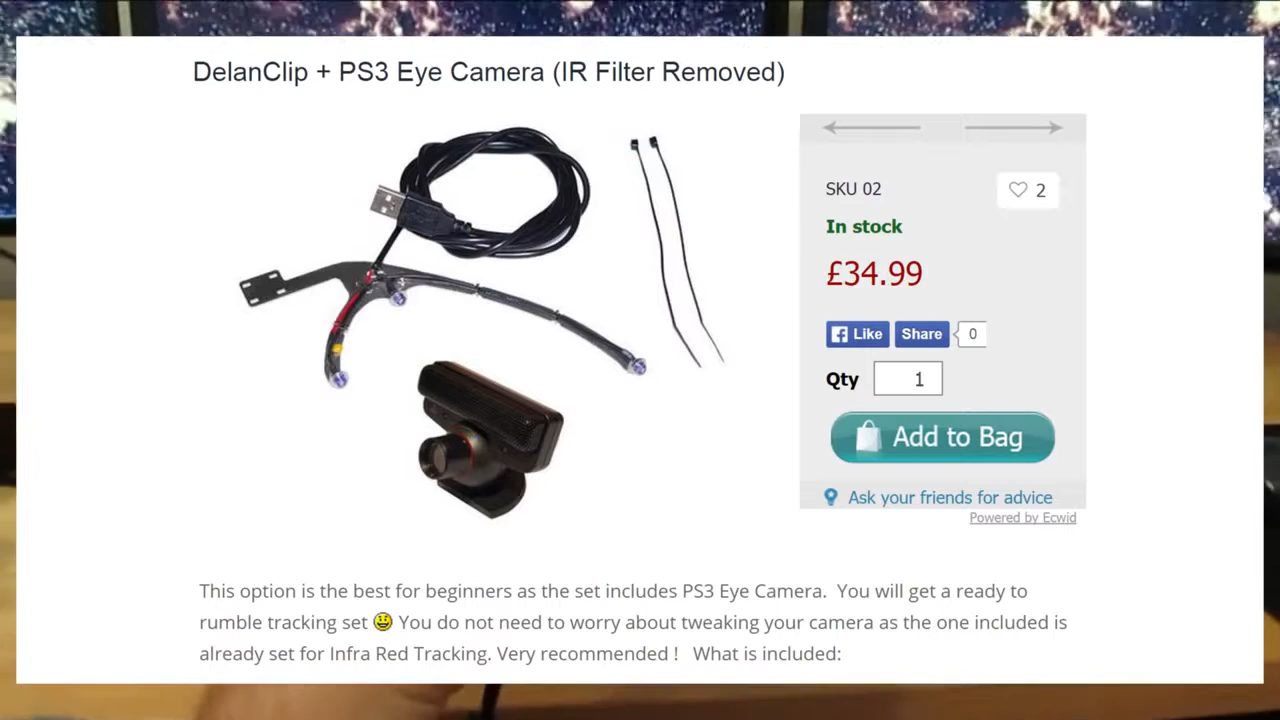 DelanClip + PS3 Eye Camera (IR Filter Removed)
SKU 02
2
In stock
£34.99
Like
Share
0
Qty
1
Add to Bag
Ask your friends for advice
Powered by Ecwid
This option is the best for beginners as the set includes PS3 Eye Camera. You will get a ready to
rumble tracking set You do not need to worry about tweaking your camera as the one included is
already set for Infra Red Tracking. Very recommended ! What is included: